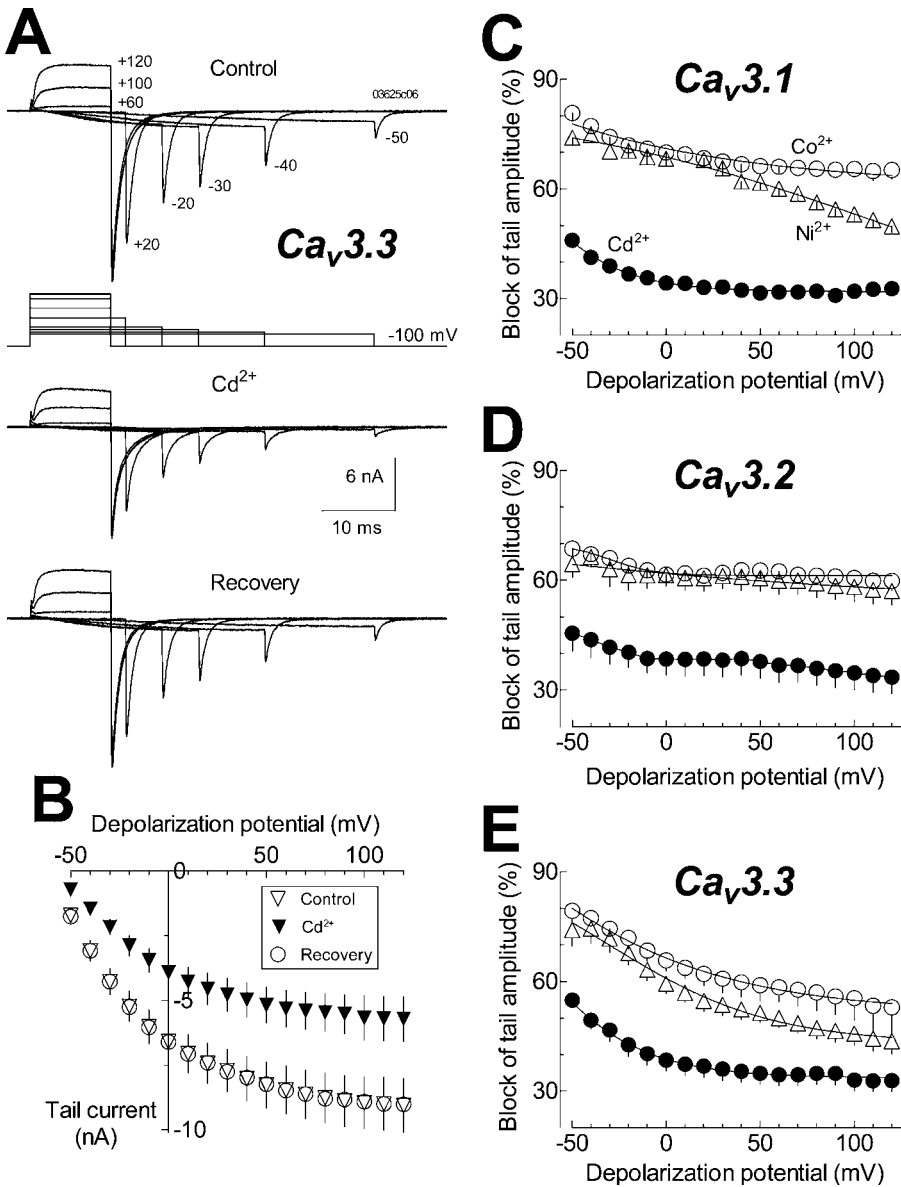 A
+120
+100
+60
Control
03625c06
-50
-40
-30
-20
+20
Cav3.3
-100 mV
Cd2+
6 nA
10 ms
Recovery
B
Depolarization potential (mV)
-50 0 50 100
Control
Cd2+
Recovery
-5
Tail current
(nA)
-10
C
Cav3.1
Block of tail amplitude (%)
90
60
30
Co2+
Ni2+
Cd2+
-50 0 50 100
Depolarization potential (mV)
D
Cav3.2
Block of tail amplitude (%)
90
60
30
-50 0 50 100
Depolarization potential (mV)
E
Cav3.3
Block of tail amplitude (%)
90
60
30
-50 0 50 100
Depolarization potential (mV)